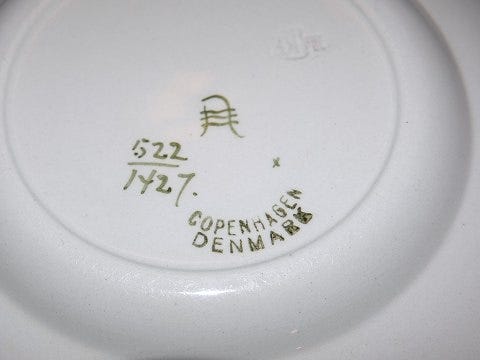 522
1427.
COPENHAGEN
DENMARK